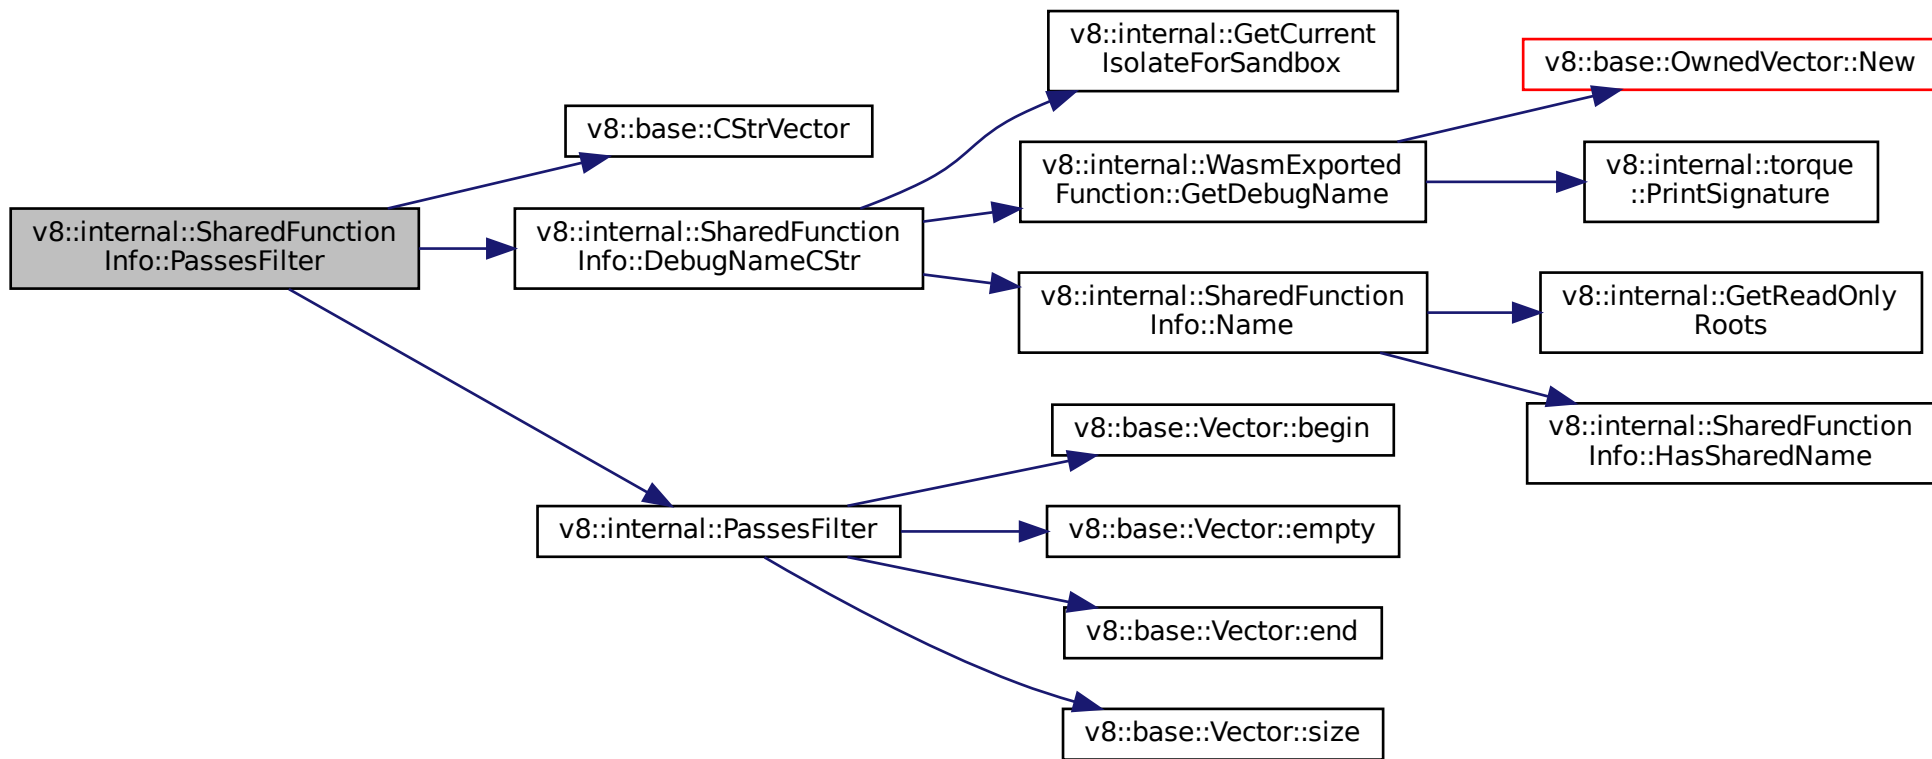 v8::internal::SharedFunction
Info::PassesFilter
v8::base::CStrVector
v8::internal::SharedFunction
Info::DebugNameCStr
v8::internal::PassesFilter
v8::internal::GetCurrent
IsolateForSandbox
v8::internal::WasmExported
Function::GetDebugName
v8::internal::SharedFunction
Info::Name
v8::base::Vector::begin
v8::base::Vector::empty
v8::base::Vector::end
v8::base::Vector::size
v8::base::OwnedVector::New
v8::internal::torque
::PrintSignature
v8::internal::GetReadOnly
Roots
v8::internal::SharedFunction
Info::HasSharedName